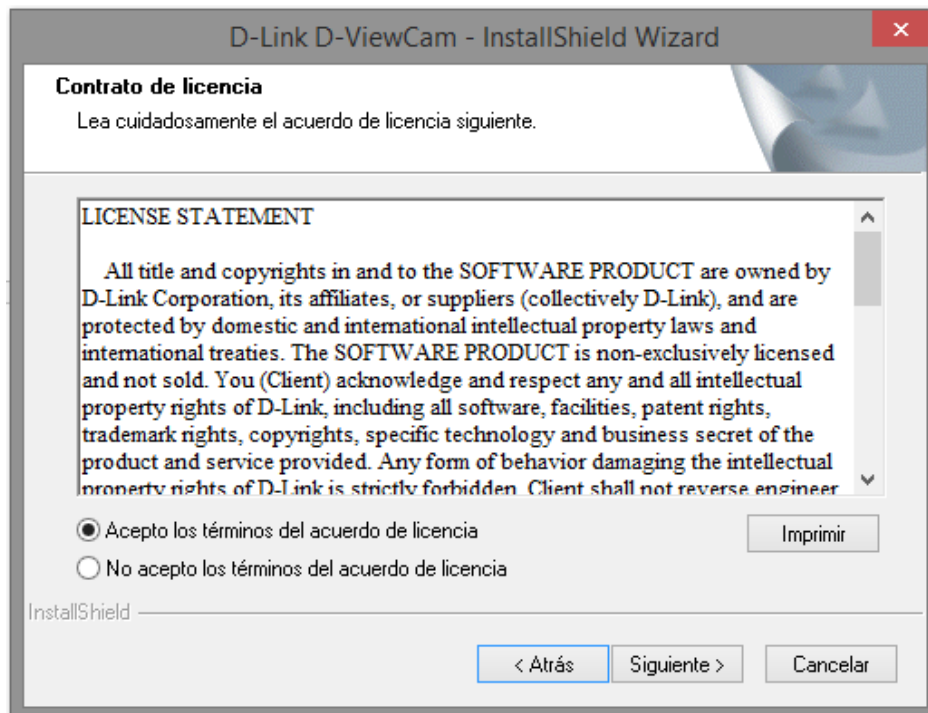 D-Link D-ViewCam - InstallShield Wizard
Contrato de licencia
Lea cuidadosamente el acuerdo de licencia siguiente.
LICENSE STATEMENT
All title and copyrights in and to the SOFTWARE PRODUCT are owned by
D-Link Corporation, its affiliates, or suppliers (collectively D-Link), and are
protected by domestic and international intellectual property laws and
international treaties. The SOFTWARE PRODUCT is non-exclusively licensed
and not sold. You (Client) acknowledge and respect any and all intellectual
property rights of D-Link, including all software, facilities, patent rights,
trademark rights, copyrights, specific technology and business secret of the
product and service provided. Any form of behavior damaging the intellectual
property rights of D-Link is strictly forbidden. Client shall not reverse engineer
Acepto los términos del acuerdo de licencia
Imprimir
No acepto los términos del acuerdo de licencia
InstallShield
< Atrás
Siguiente >
Cancelar